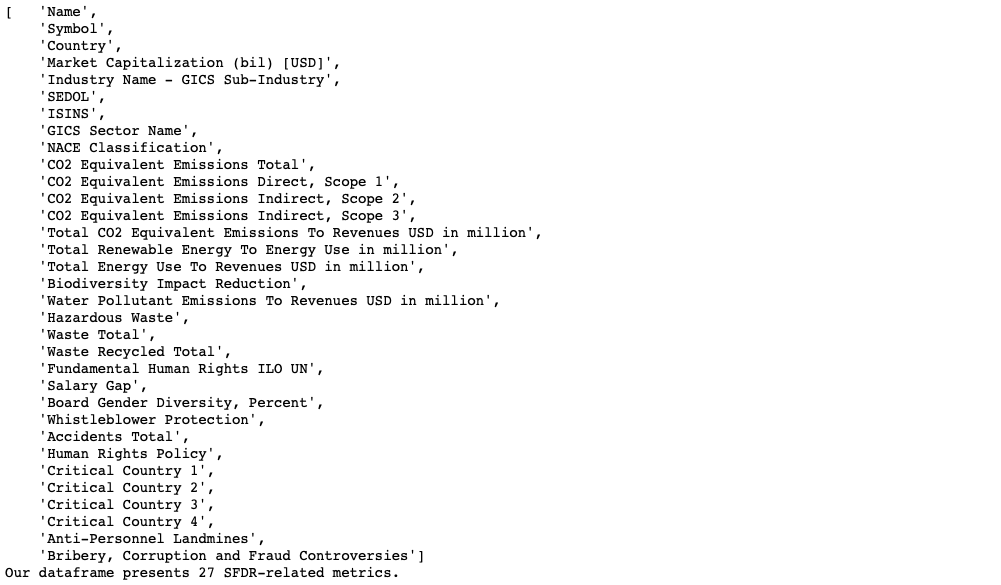 [   'Name',
    'Symbol',
    'Country',
    'Market Capitalization (bil) [USD]',
    'Industry Name - GICS Sub-Industry',
    'SEDOL',
    'ISINS',
    'GICS Sector Name',
    'NACE Classification',
    'CO2 Equivalent Emissions Total',
    'CO2 Equivalent Emissions Direct, Scope 1',
    'CO2 Equivalent Emissions Indirect, Scope 2',
    'CO2 Equivalent Emissions Indirect, Scope 3',
    'Total CO2 Equivalent Emissions To Revenues USD in million',
    'Total Renewable Energy To Energy Use in million',
    'Total Energy Use To Revenues USD in million',
    'Biodiversity Impact Reduction',
    'Water Pollutant Emissions To Revenues USD in million',
    'Hazardous Waste',
    'Waste Total',
    'Waste Recycled Total',
    'Fundamental Human Rights ILO UN',
    'Salary Gap',
    'Board Gender Diversity, Percent',
    'Whistleblower Protection',
    'Accidents Total',
    'Human Rights Policy',
    'Critical Country 1',
    'Critical Country 2',
    'Critical Country 3',
    'Critical Country 4',
    'Anti-Personnel Landmines',
    'Bribery, Corruption and Fraud Controversies']
Our dataframe presents 27 SFDR-related metrics.